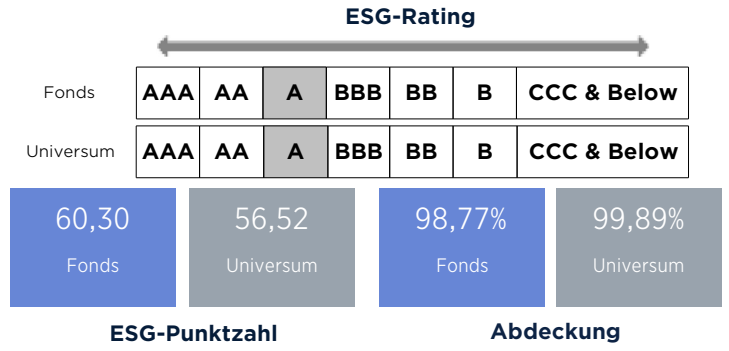 ESG-Rating
Fonds AAA AA A BBB BB B CCC & Below
Universum AAA AA A BBB BB B CCC & Below
60,30 56,52 98,77% 99,89%
Fonds Universum Fonds Universum
ESG-Punktzahl Abdeckung